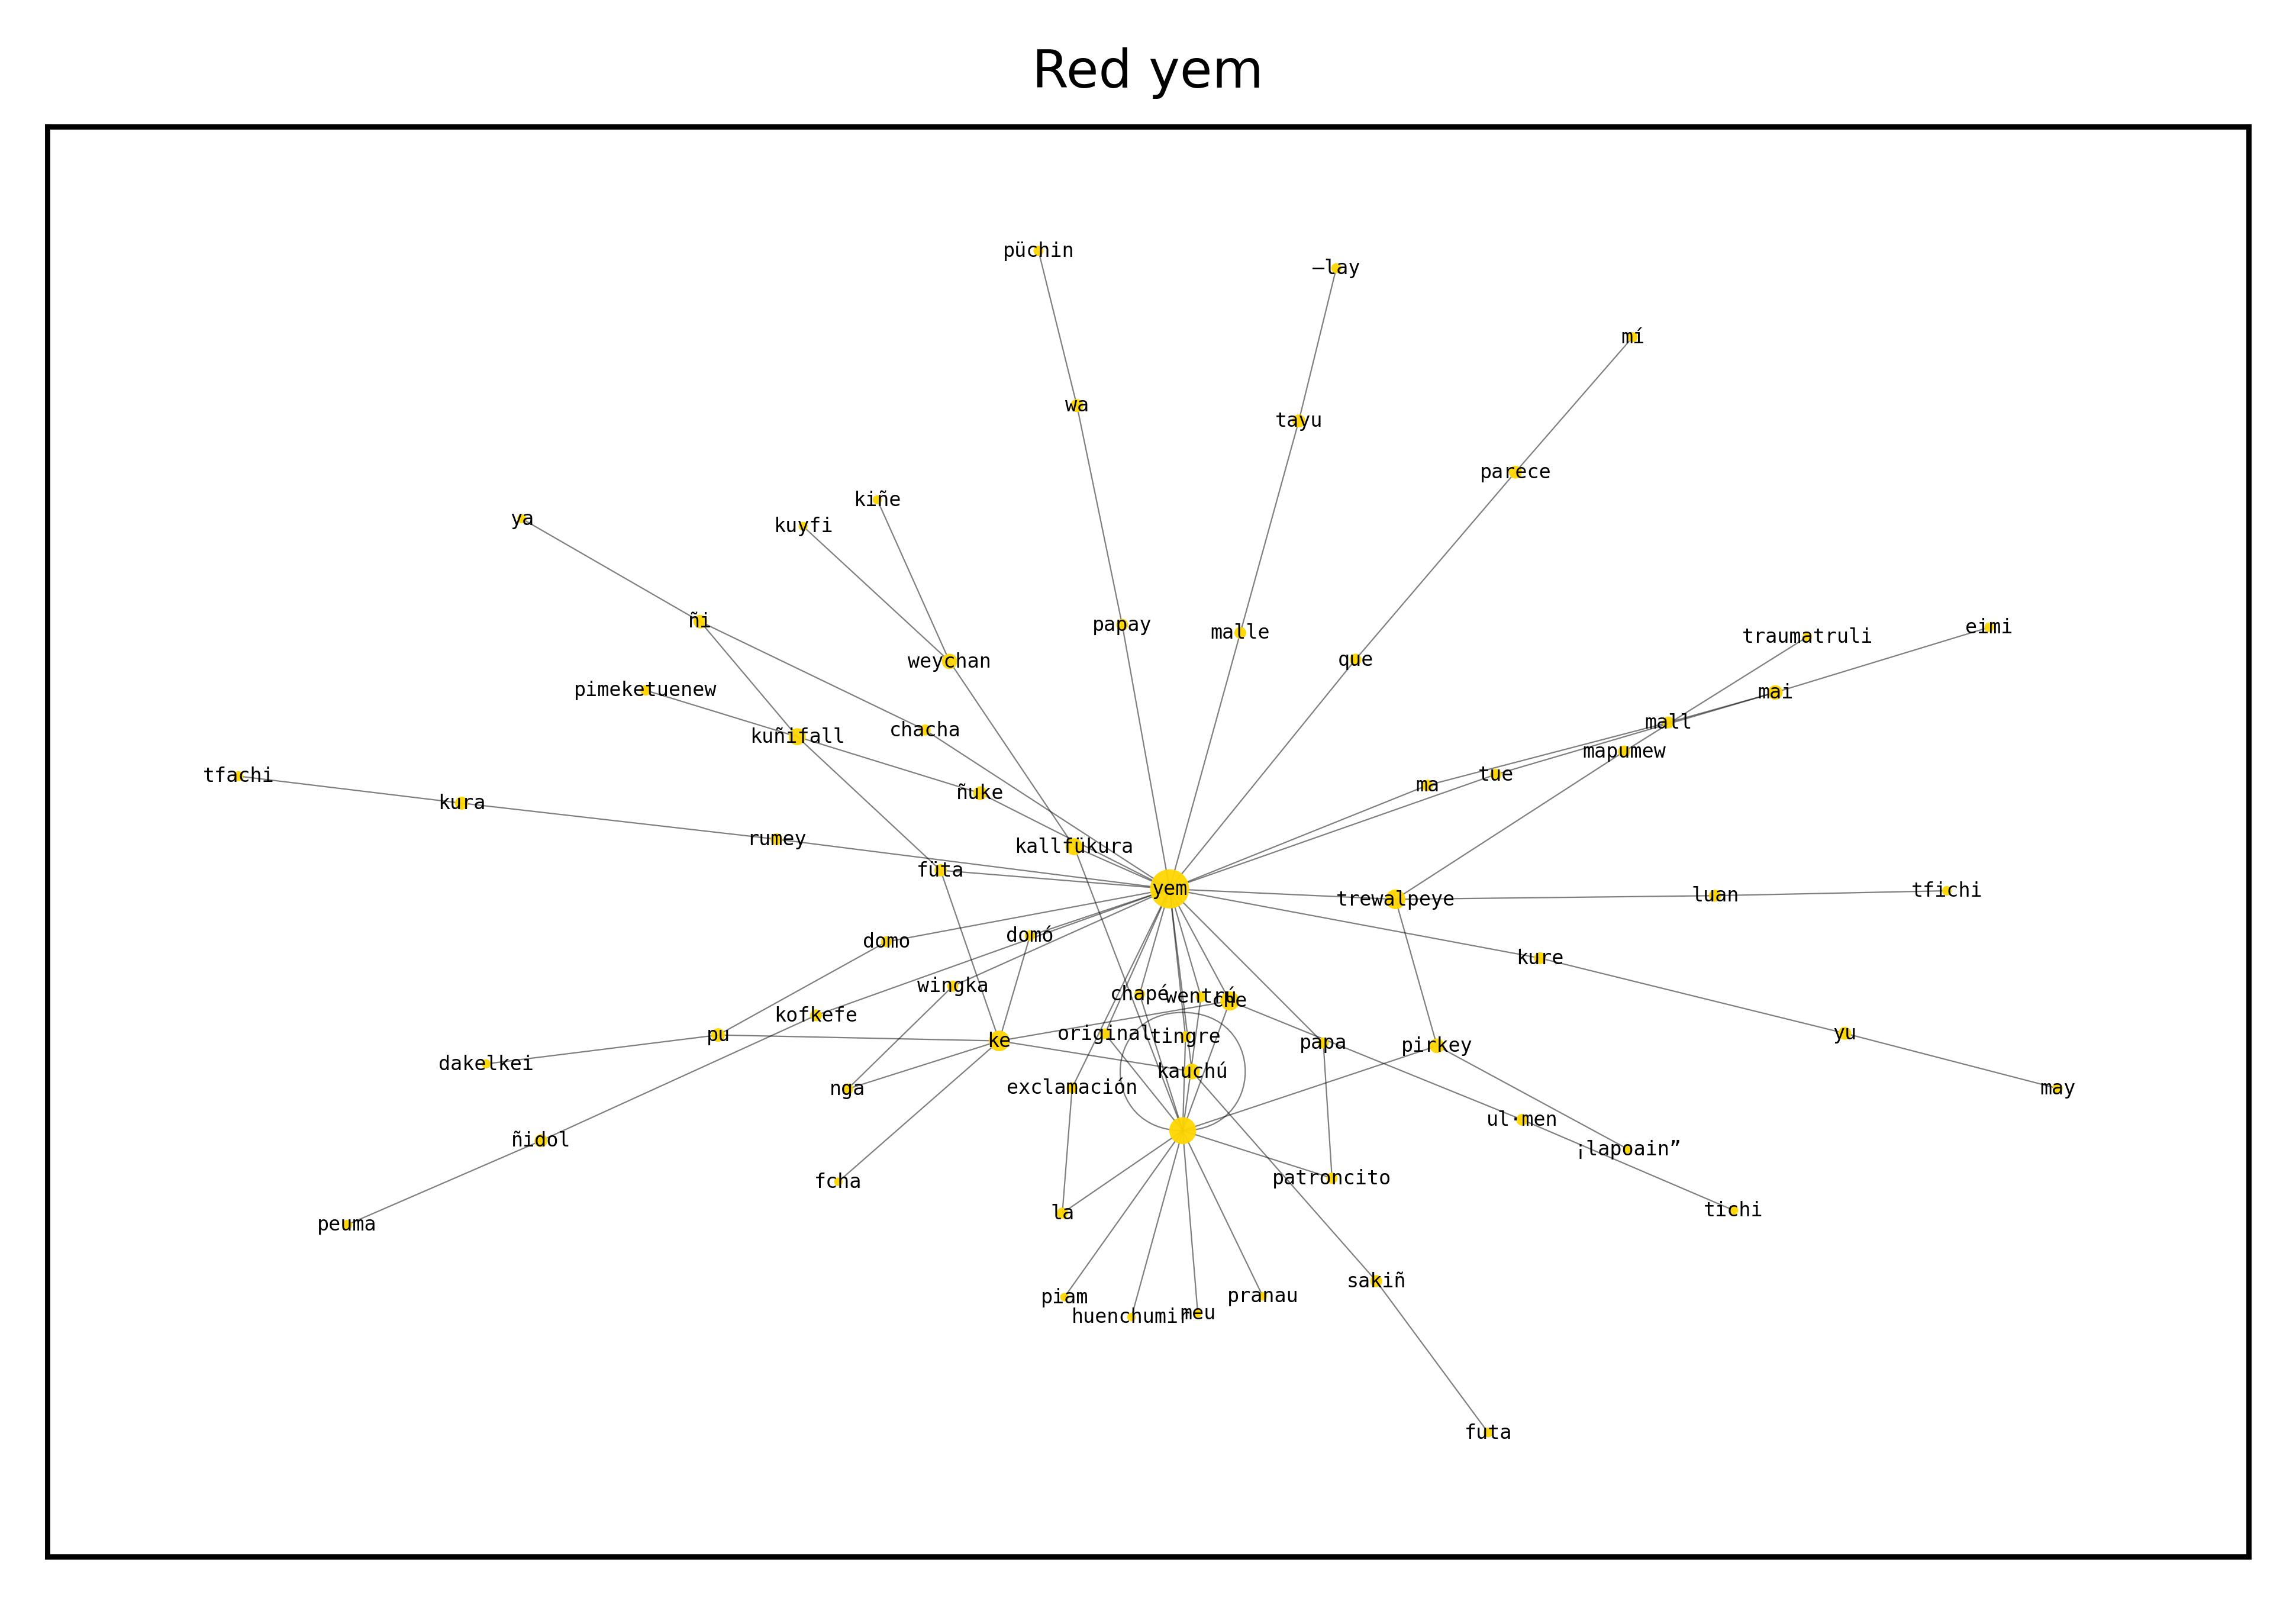 Red yem
püchin
—lay
mí
wa
tayu
parece
kiñe
ya
kuyfi
ñi
papay
malle
eimi
traumatruli
weychan
que
pimeketuenew
mai
mall
chacha
kuñifall
mapumew
tfachi
tue
ma
ñuke
kura
rumey
kallfükura
füta
yem
trewalpeye
luan
tfichi
domo
domó
kure
wingka
chapé
wentrú
che
kofkefe
pu
ke
original
tingre
papa
pirkey
yu
dakelkei
kauchú
nga
exclamación
may
ñidol
ul·men
¡lapoain”
fcha
patroncito
la
tichi
peuma
sakiñ
piam
pranau
huenchumir
meu
futa